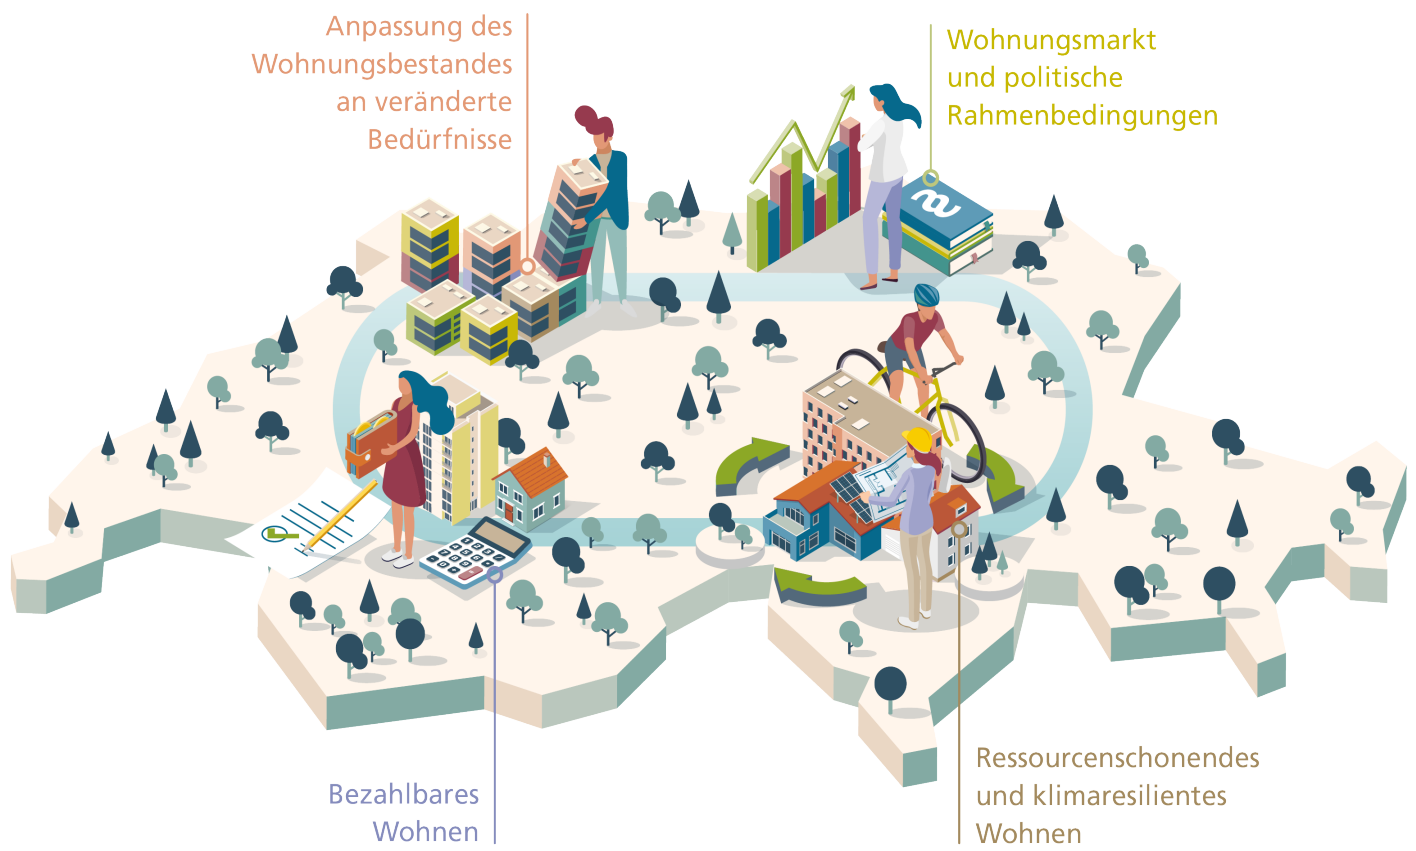 Anpassung des
Wohnungsbestandes
an veränderte
Bedürfnisse
Wohnungsmarkt
und politische
Rahmenbedingungen
Bezahlbares
Wohnen
Ressourcenschonendes
und klimaresilientes
Wohnen